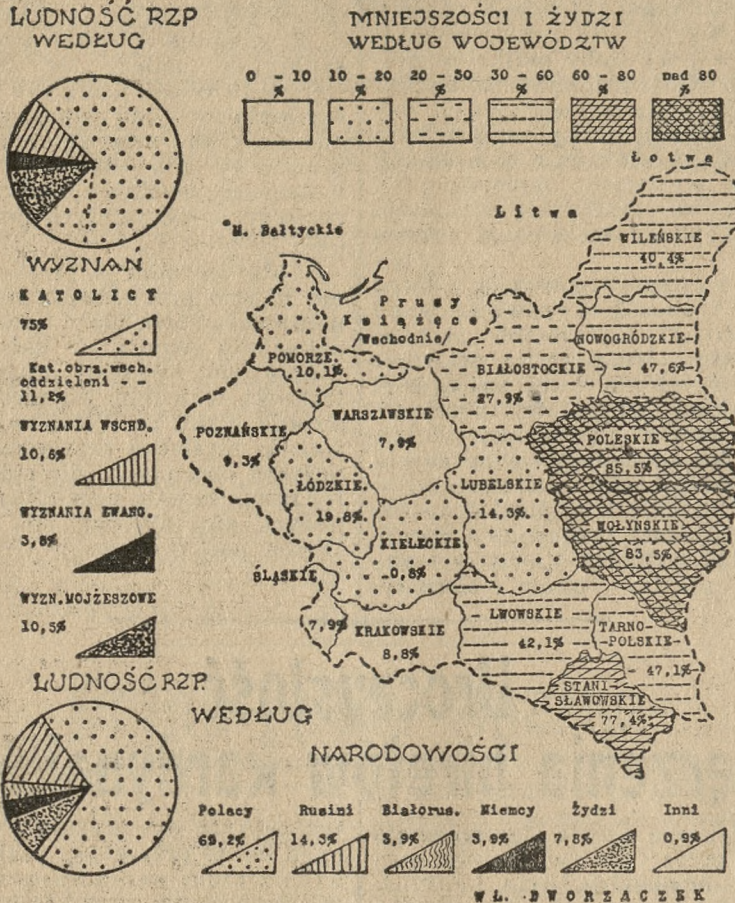 LUDNOŚĆ RZP
WEDŁUG
WYZNAŃ
KATOLICY
75%
Kat.obrz.wsch.
oddzieleni - -
11,2%
WYZNANIA WSCHD.
10,6%
WYZNANIA EWANG.
3,8%
WYZN.MOJŻESZOWE
10,5%
MNIEJSZOŚCI I ŻYDZI
WEDŁUG WOJEWÓDZTW
0 - 10 %
10 - 20 %
20 - 30 %
30 - 60 %
60 - 80 %
nad 80 %
Łotwa
Litwa
M. Bałtyckie
WILEŃSKIE
40,4%
Prusy
Książęce
/Wschodnie/
NOWOGRÓDZKIE
47,6%
POMORZE
10,1%
BIAŁOSTOCKIE
27,9%
WARSZAWSKIE
7,9%
POZNAŃSKIE
9,3%
POLESKIE
85,5%
ŁÓDZKIE
19,8%
LUBELSKIE
14,3%
WOŁYNSKIE
83,5%
KIELECKIE
0,8%
ŚLĄSKIE
7,9%
KRAKOWSKIE
8,8%
LWOWSKIE
42,1%
TARNO-
POLSKIE
47,1%
STANI-
SŁAWOWSKIE
77,4%
LUDNOŚĆ RZP.
WEDŁUG
NARODOWOŚCI
Polacy
69,2%
Rusini
14,3%
Białorus.
3,9%
Niemcy
3,9%
Żydzi
7,8%
Inni
0,9%
WŁ. DWORZACZEK